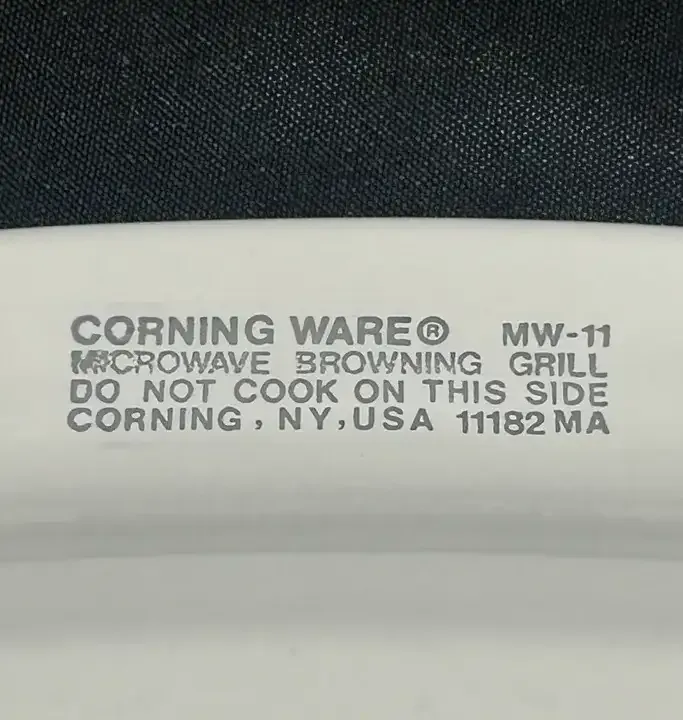 CORNING WARE® MW-11
MICROWAVE BROWNING GRILL
DO NOT COOK ON THIS SIDE
CORNING, NY, USA 11182 MA